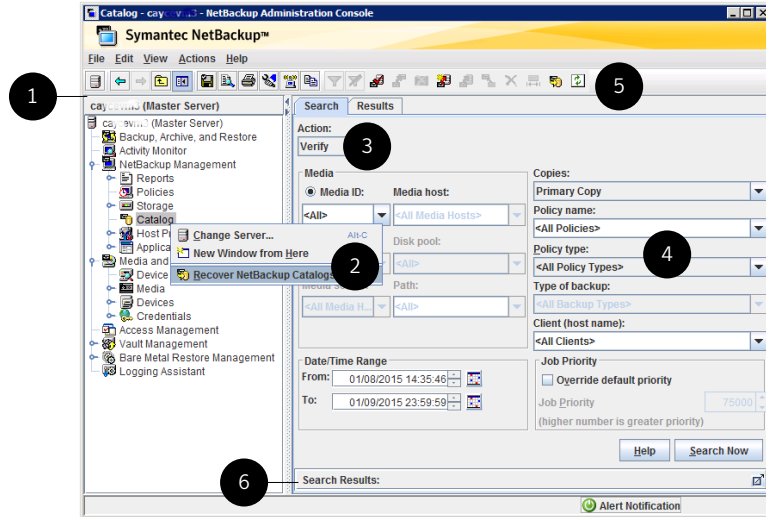 Catalog - - NetBackup Administration Console
Symantec NetBackup™
File Edit View Actions Help
1
5
(Master Server)
(Master Server)
Backup, Archive, and Restore
Activity Monitor
NetBackup Management
Reports
Policies
Storage
Catalog
Host Pr
Applica
Media and
Device
Media
Devices
Credentials
Access Management
Vault Management
Bare Metal Restore Management
Logging Assistant
Change Server... Alt-C
New Window from Here
Recover NetBackup Catalogs
2
Search Results
Action:
Verify
3
Media
Media ID: Media host:
<All> <All Media Hosts>
Disk pool:
<All>
Path:
<All Media H... <All>
Date/Time Range
From: 01/08/2015 14:35:46
To: 01/09/2015 23:59:59
Copies:
Primary Copy
Policy name:
<All Policies>
Policy type:
4
<All Policy Types>
Type of backup:
<All Backup Types>
Client (host name):
<All Clients>
Job Priority
Override default priority
Job Priority 75000
(higher number is greater priority)
Help Search Now
6
Search Results:
Alert Notification